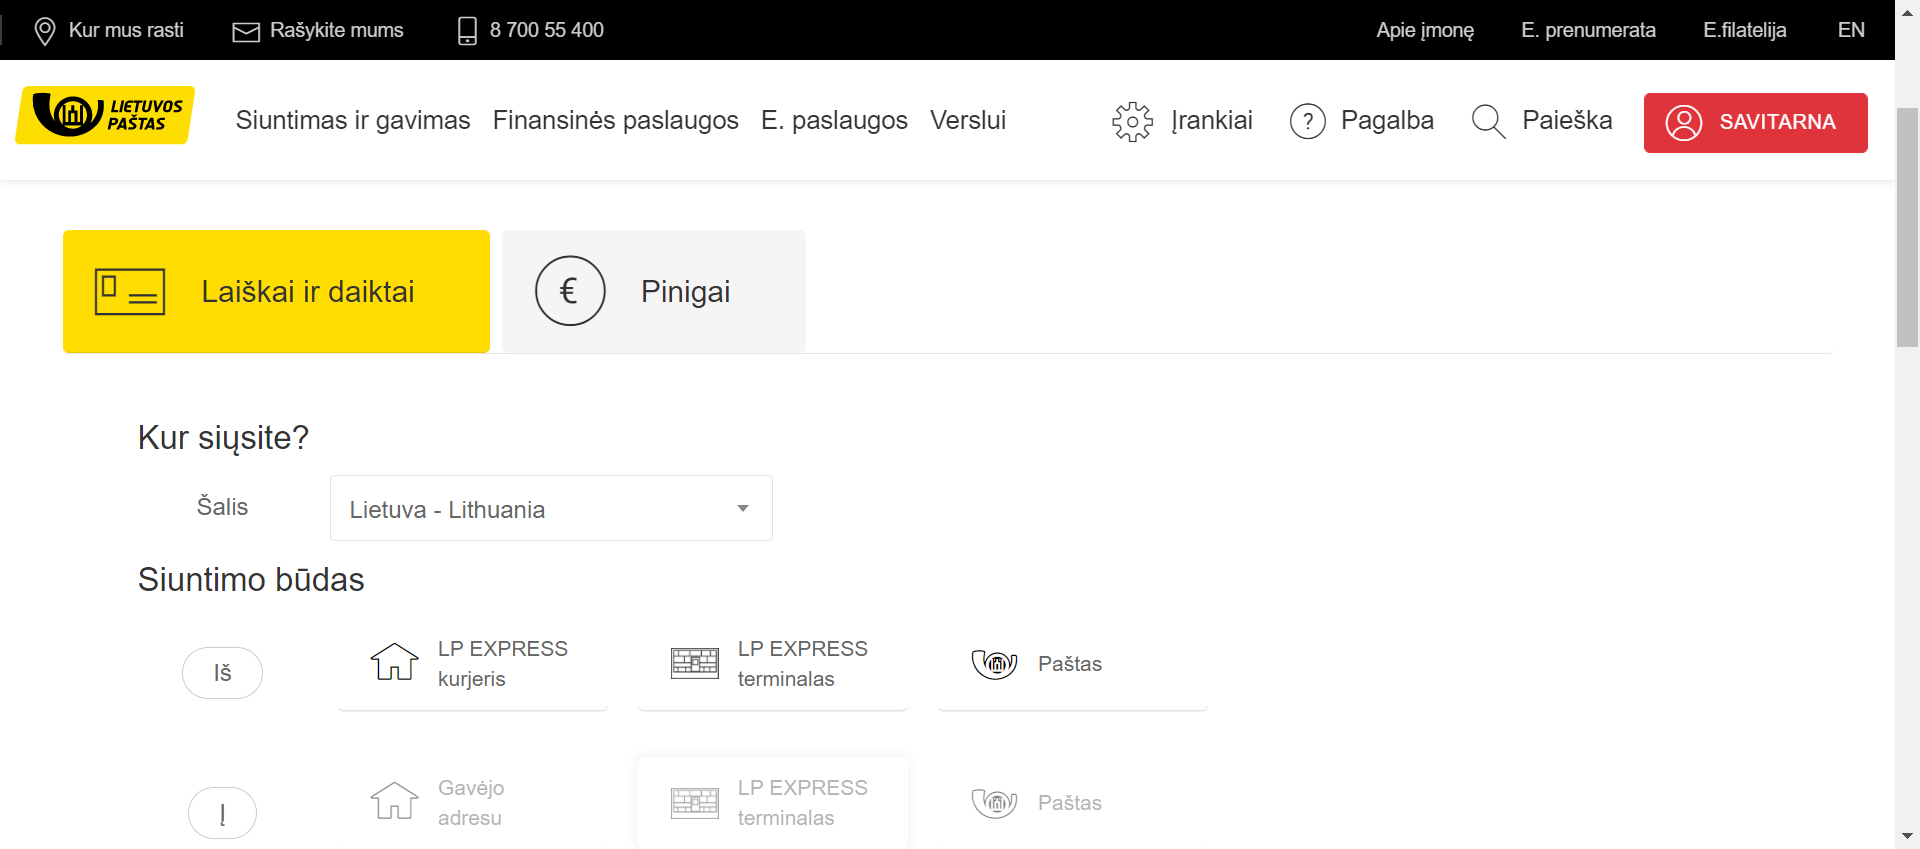 Kur mus rasti
Rašykite mums
8 700 55 400
Apie įmonę
E. prenumerata
E.filatelija
EN
LIETUVOS
PAŠTAS
Siuntimas ir gavimas
Finansinės paslaugos
E. paslaugos
Verslui
Įrankiai
Pagalba
Paieška
SAVITARNA
Laiškai ir daiktai
€
Pinigai
Kur siųsite?
Šalis
Lietuva - Lithuania
Siuntimo būdas
Iš
LP EXPRESS
kurjeris
LP EXPRESS
terminalas
Paštas
Į
Gavėjo
adresu
LP EXPRESS
terminalas
Paštas